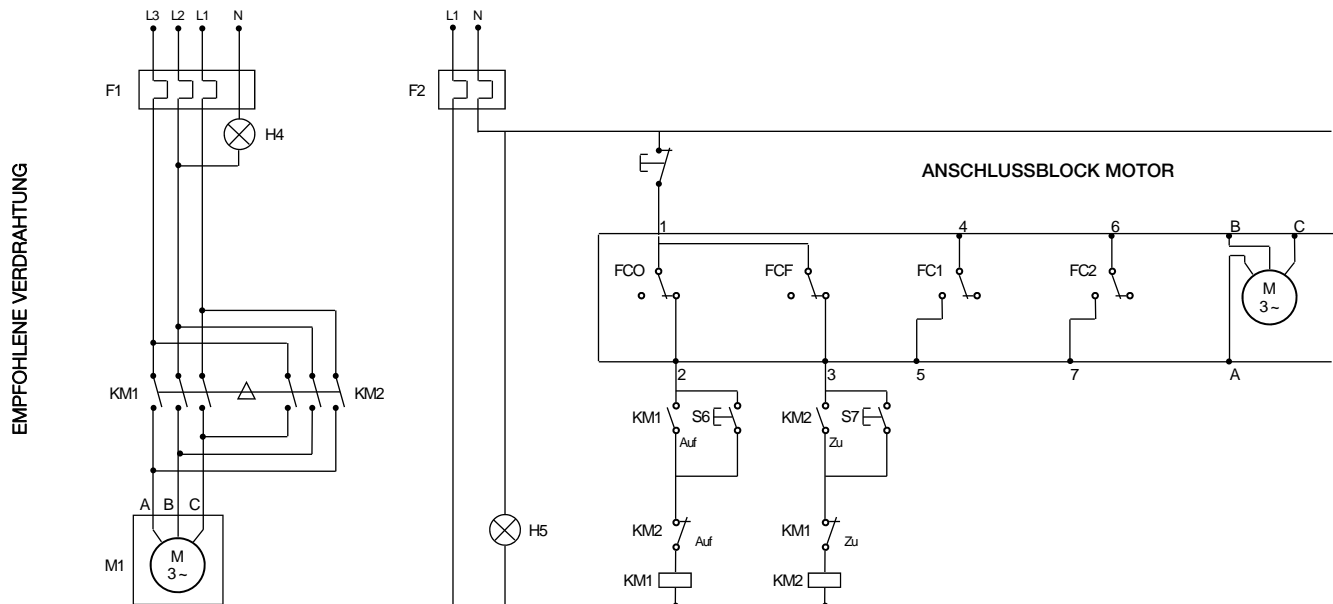 L3 L2 L1 N
L1 N
F1
F2
H4
EMPFOHLENE VERDRAHTUNG
ANSCHLUSSBLOCK MOTOR
1 4 6 B C
FCO FCF FC1 FC2
M
3~
KM1 KM2
2 3 5 7 A
KM1 S6 KM2 S7
Auf Zu
A B C
KM2 Auf KM1 Zu
H5
M1
M
3~
KM1 KM2